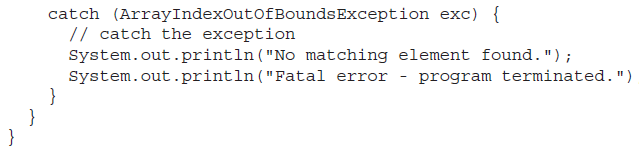 catch (ArrayIndexOutOfBoundsException exc) {
// catch the exception
System.out.println("No matching element found.");
System.out.println("Fatal error - program terminated.")
}
}
}